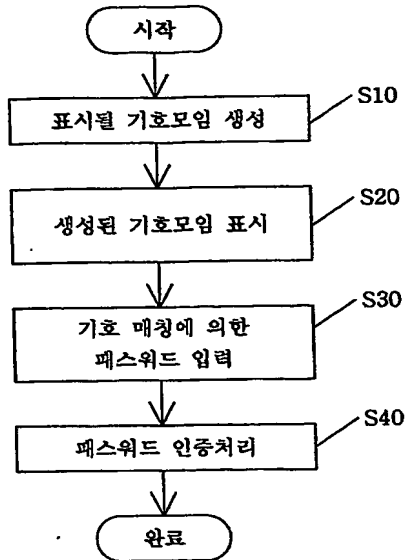 시작
표시될 기호모임 생성
S10
생성된 기호모임 표시
S20
기호 매칭에 의한
패스워드 입력
S30
패스워드 인증처리
S40
완료